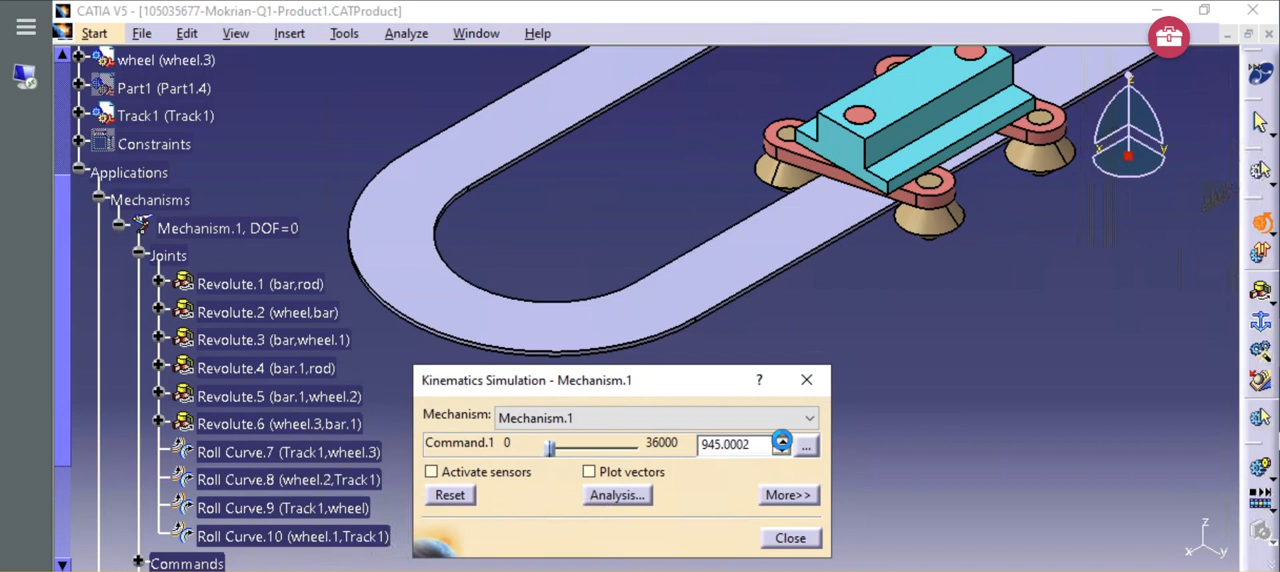 CATIA V5 - [105035677-Mokrian-Q1-Product1.CATProduct]
Start File Edit View Insert Tools Analyze Window Help
wheel (wheel.3)
Part1 (Part1.4)
Track1 (Track1)
Constraints
Applications
Mechanisms
Mechanism.1, DOF=0
Joints
Revolute.1 (bar,rod)
Revolute.2 (wheel,bar)
Revolute.3 (bar,wheel.1)
Revolute.4 (bar.1,rod)
Revolute.5 (bar.1,wheel.2)
Revolute.6 (wheel.3,bar.1)
Roll Curve.7 (Track1,wheel.3)
Roll Curve.8 (wheel.2,Track1)
Roll Curve.9 (Track1,wheel)
Roll Curve.10 (wheel.1,Track1)
Commands
Kinematics Simulation - Mechanism.1 ?
Mechanism: Mechanism.1
Command.1 0 36000 945.0002 ...
Activate sensors Plot vectors
Reset Analysis... More>>
Close
z
x y